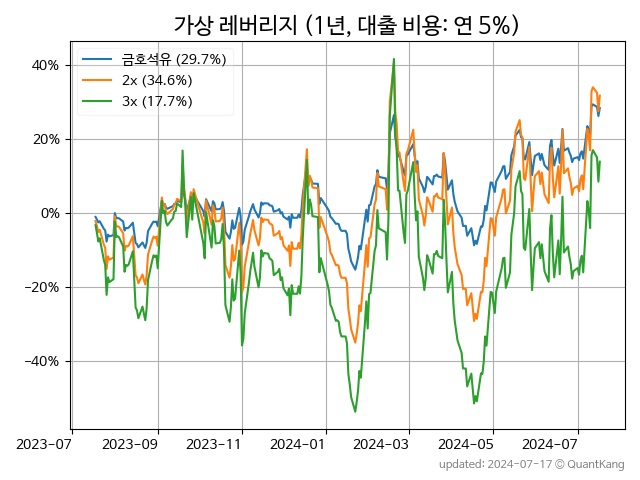 가상 레버리지 (1년, 대출 비용: 연 5%)
금호석유 (29.7%)
2x (34.6%)
3x (17.7%)
40%
20%
0%
−20%
−40%
2023-07 2023-09 2023-11 2024-01 2024-03 2024-05 2024-07
updated: 2024-07-17 © QuantKang